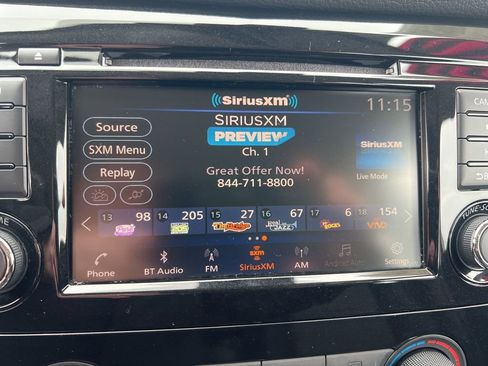 SiriusXM
11:15
Source
SIRIUSXM
PREVIEW
Ch. 1
SiriusXM
SXM Menu
Great Offer Now!
Replay
844-711-8800
Live Mode
13 98
14 205
15 27
16 67
17 6
18 154
Phone
BT Audio
FM
sxm
SiriusXM
AM
Android Auto
Settings